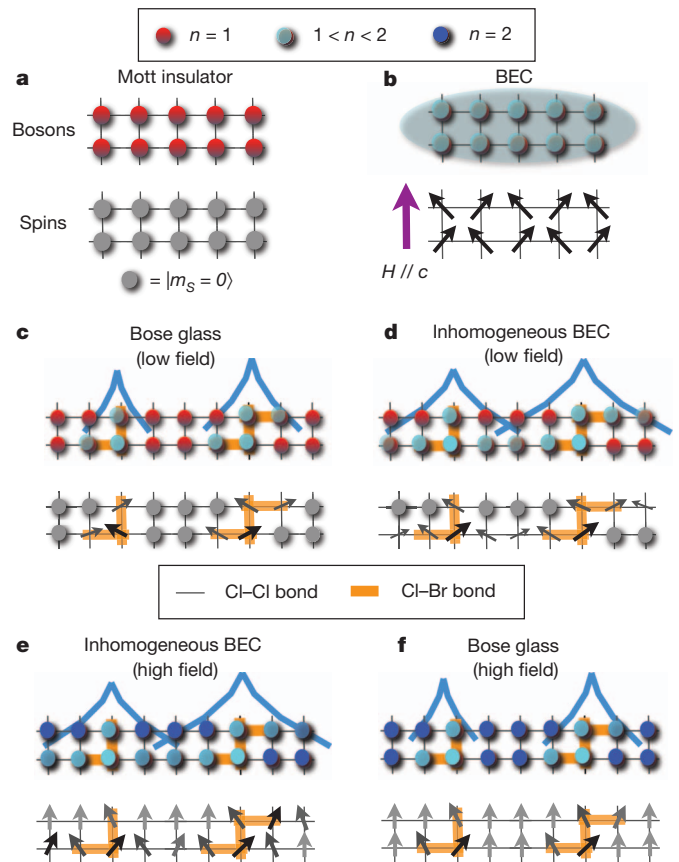 n = 1
1 < n < 2
n = 2
a
Mott insulator
Bosons
Spins
= |m_S = 0⟩
b
BEC
H // c
c
Bose glass
(low field)
d
Inhomogeneous BEC
(low field)
Cl–Cl bond
Cl–Br bond
e
Inhomogeneous BEC
(high field)
f
Bose glass
(high field)